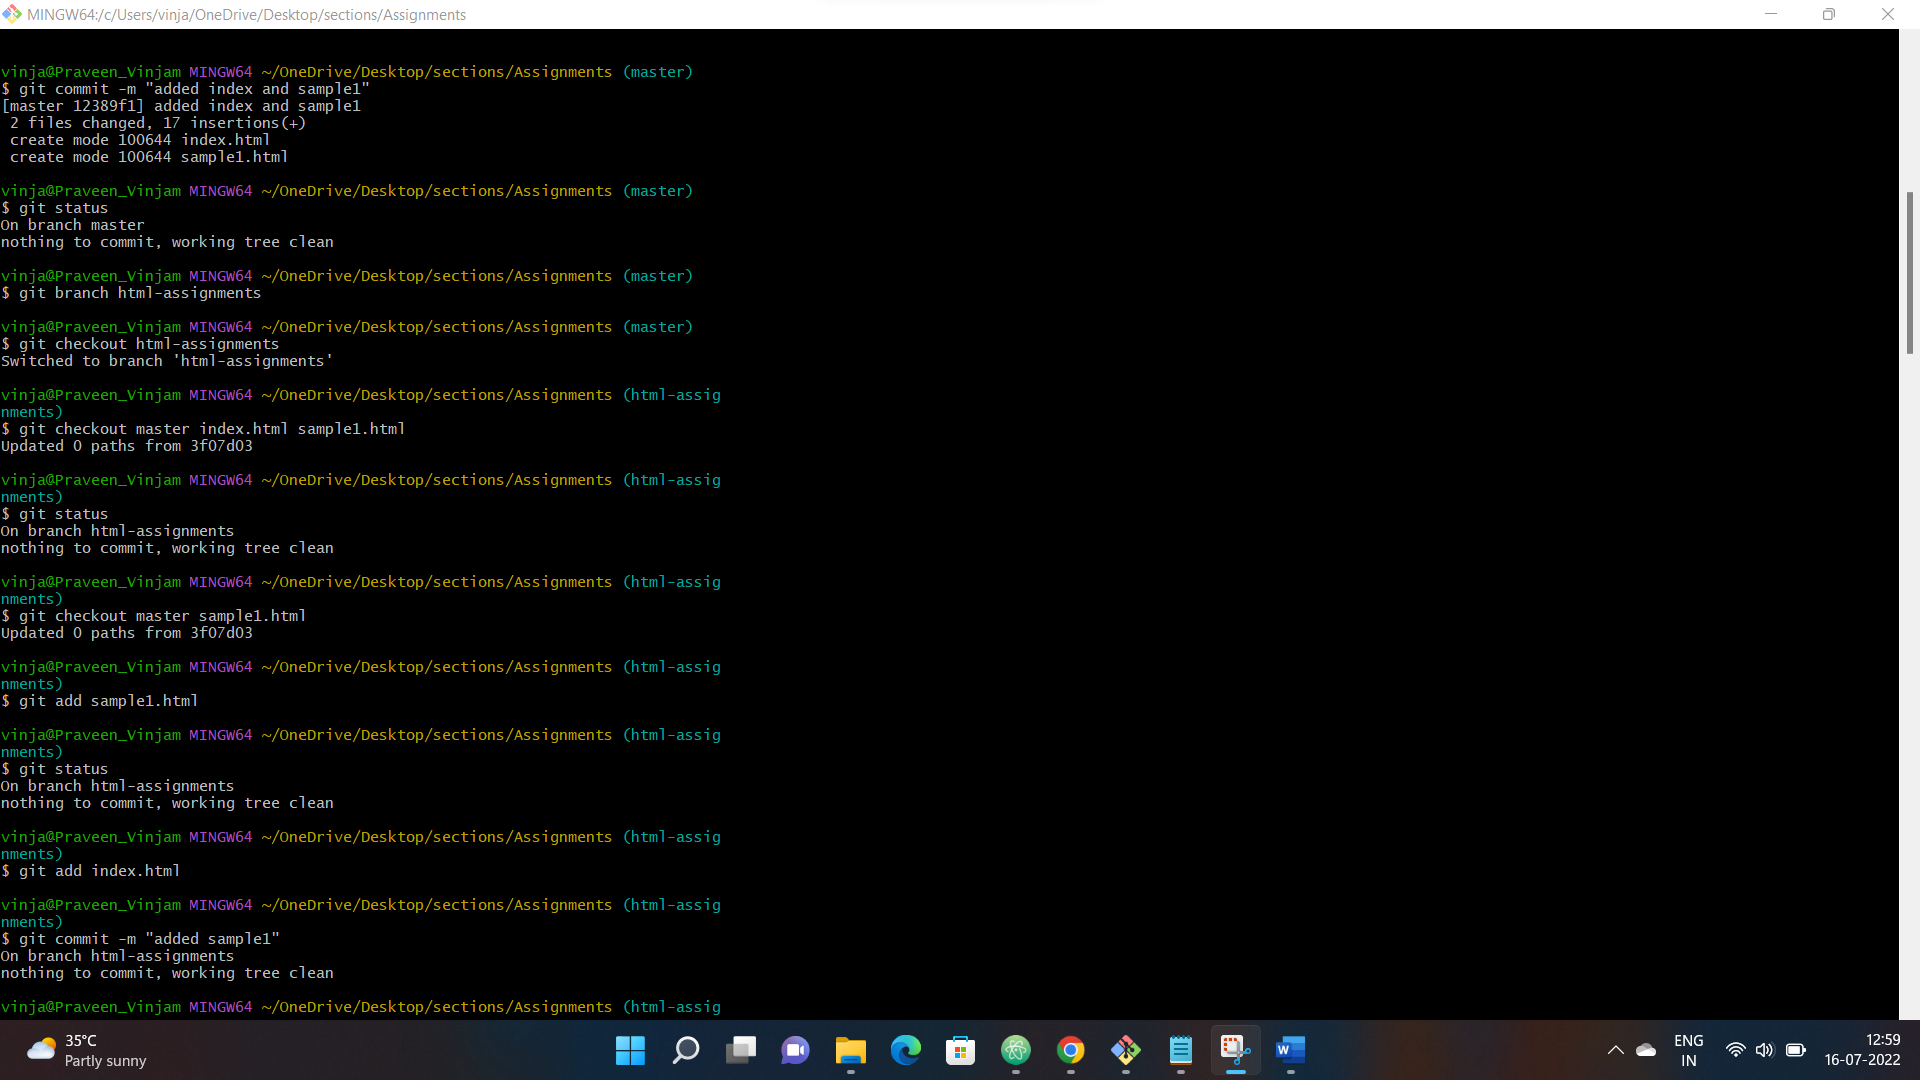 MINGW64:/c/Users/vinja/OneDrive/Desktop/sections/Assignments
vinja@Praveen_Vinjam MINGW64 ~/OneDrive/Desktop/sections/Assignments (master)
$ git commit -m "added index and sample1"
[master 12389f1] added index and sample1
 2 files changed, 17 insertions(+)
 create mode 100644 index.html
 create mode 100644 sample1.html
vinja@Praveen_Vinjam MINGW64 ~/OneDrive/Desktop/sections/Assignments (master)
$ git status
On branch master
nothing to commit, working tree clean
vinja@Praveen_Vinjam MINGW64 ~/OneDrive/Desktop/sections/Assignments (master)
$ git branch html-assignments
vinja@Praveen_Vinjam MINGW64 ~/OneDrive/Desktop/sections/Assignments (master)
$ git checkout html-assignments
Switched to branch 'html-assignments'
vinja@Praveen_Vinjam MINGW64 ~/OneDrive/Desktop/sections/Assignments (html-assig
nments)
$ git checkout master index.html sample1.html
Updated 0 paths from 3f07d03
vinja@Praveen_Vinjam MINGW64 ~/OneDrive/Desktop/sections/Assignments (html-assig
nments)
$ git status
On branch html-assignments
nothing to commit, working tree clean
vinja@Praveen_Vinjam MINGW64 ~/OneDrive/Desktop/sections/Assignments (html-assig
nments)
$ git checkout master sample1.html
Updated 0 paths from 3f07d03
vinja@Praveen_Vinjam MINGW64 ~/OneDrive/Desktop/sections/Assignments (html-assig
nments)
$ git add sample1.html
vinja@Praveen_Vinjam MINGW64 ~/OneDrive/Desktop/sections/Assignments (html-assig
nments)
$ git status
On branch html-assignments
nothing to commit, working tree clean
vinja@Praveen_Vinjam MINGW64 ~/OneDrive/Desktop/sections/Assignments (html-assig
nments)
$ git add index.html
vinja@Praveen_Vinjam MINGW64 ~/OneDrive/Desktop/sections/Assignments (html-assig
nments)
$ git commit -m "added sample1"
On branch html-assignments
nothing to commit, working tree clean
vinja@Praveen_Vinjam MINGW64 ~/OneDrive/Desktop/sections/Assignments (html-assig
35°C
Partly sunny
W
ENG
IN
12:59
16-07-2022